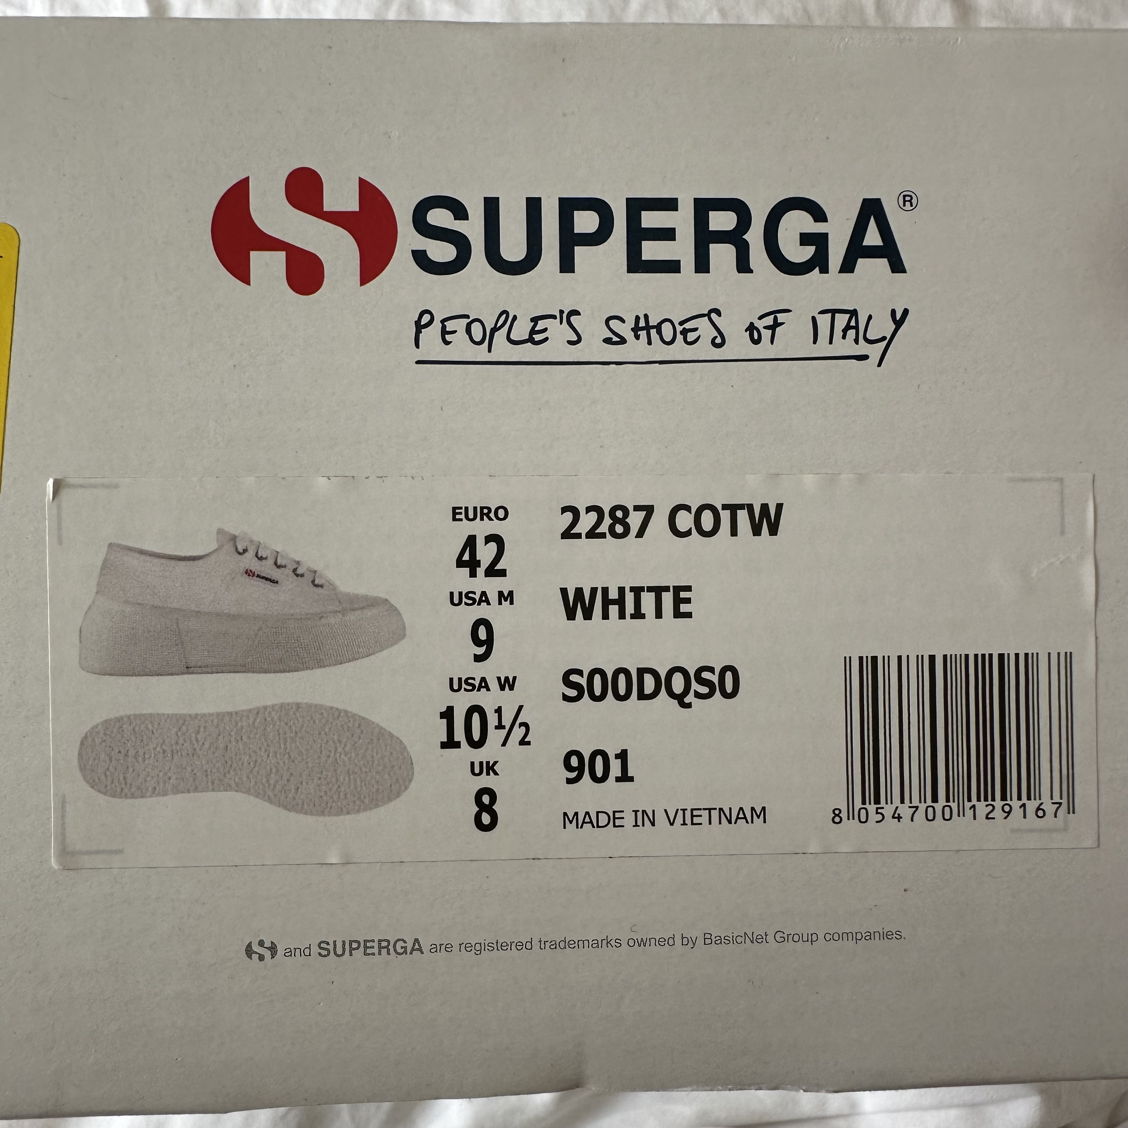 SUPERGA®
PEOPLE'S SHOES OF ITALY
EURO
42
USA M
9
USA W
10½
UK
8
2287 COTW
WHITE
S00DQS0
901
MADE IN VIETNAM
8 054700 129167
and SUPERGA are registered trademarks owned by BasicNet Group companies.